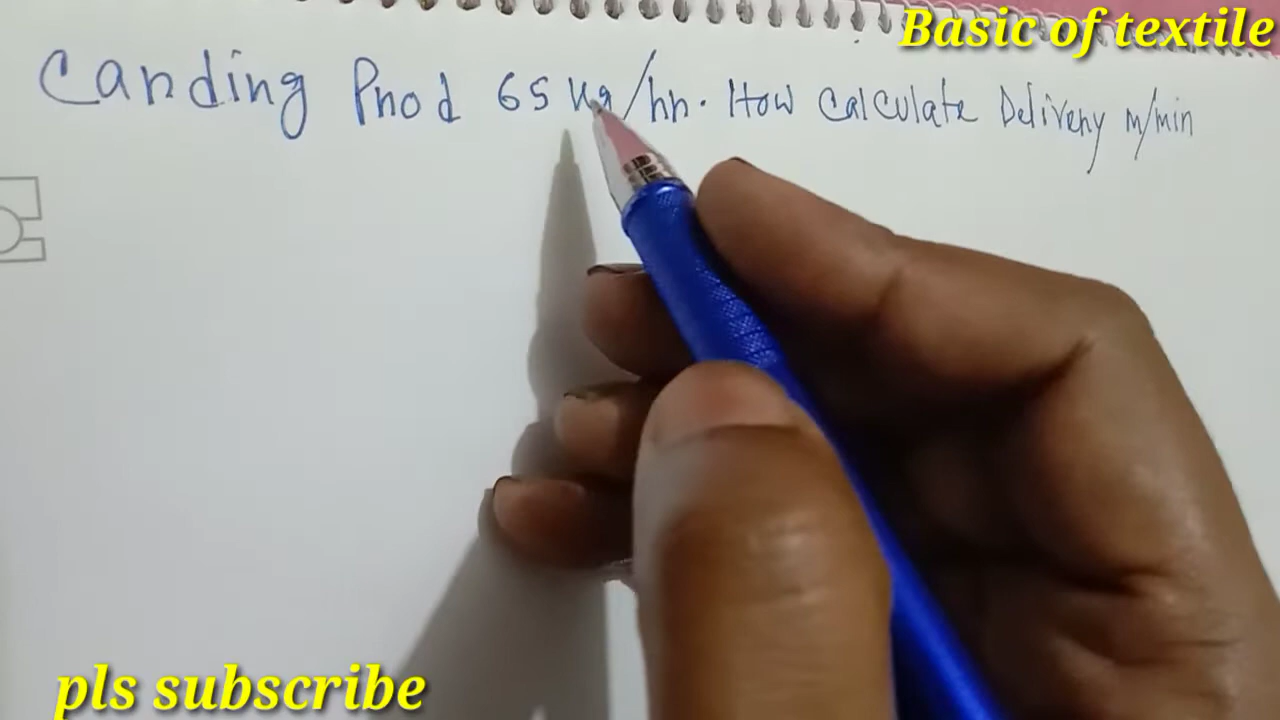 Basic of textile
Carding Prod 65 Kg/hr. How Calculate Delivery m/min
pls subscribe